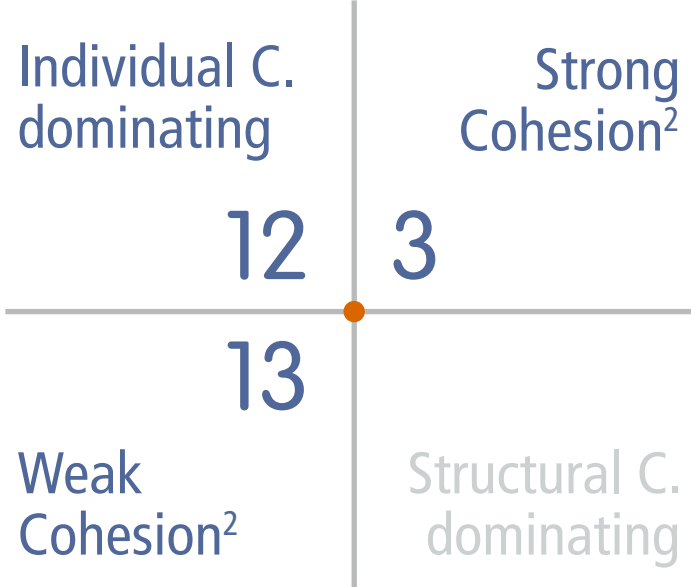 Individual C.
dominating
Strong
Cohesion²
12
3
13
Weak
Cohesion²
Structural C.
dominating